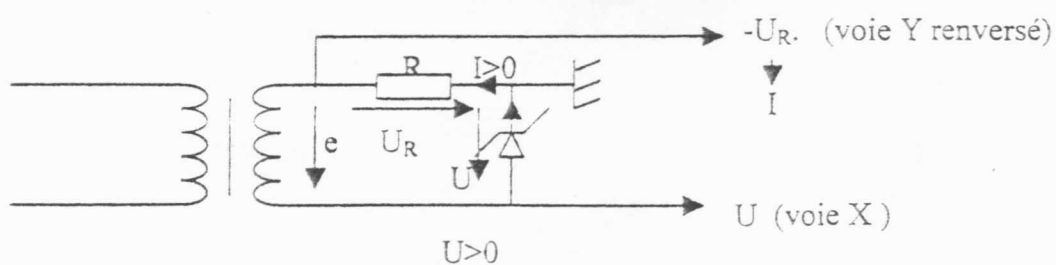 -U_R. (voie Y renversé)
R I>0
I
e U_R U
U (voie X )
U>0